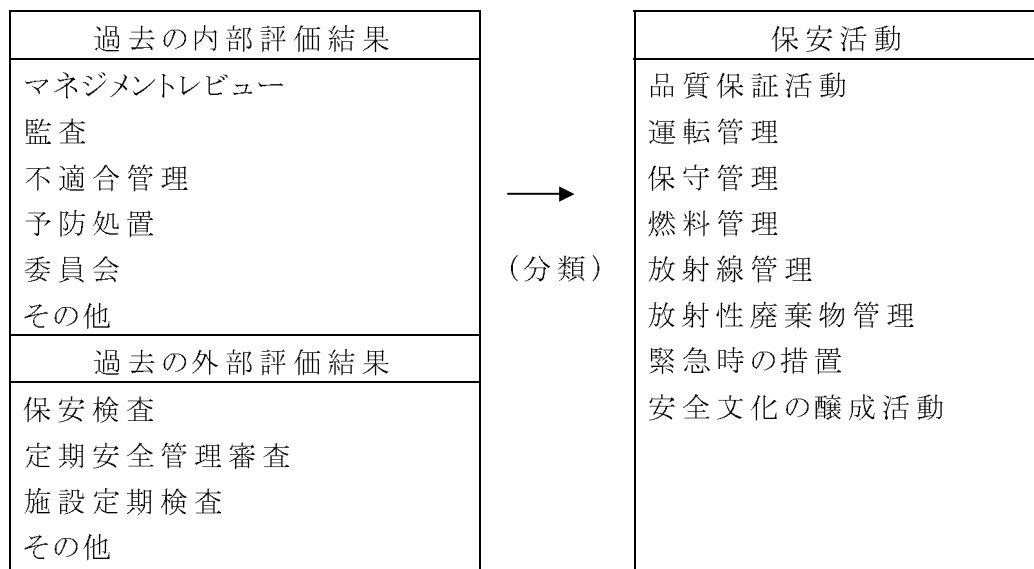 過去の内部評価結果
マネジメントレビュー
監査
不適合管理
予防処置
委員会
その他
過去の外部評価結果
保安検査
定期安全管理審査
施設定期検査
その他
(分類)
保安活動
品質保証活動
運転管理
保守管理
燃料管理
放射線管理
放射性廃棄物管理
緊急時の措置
安全文化の醸成活動